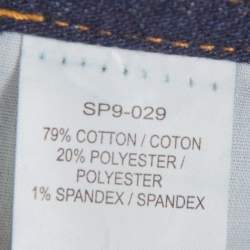 SP9-029
79% COTTON / COTON
20% POLYESTER /
POLYESTER
1% SPANDEX / SPANDEX